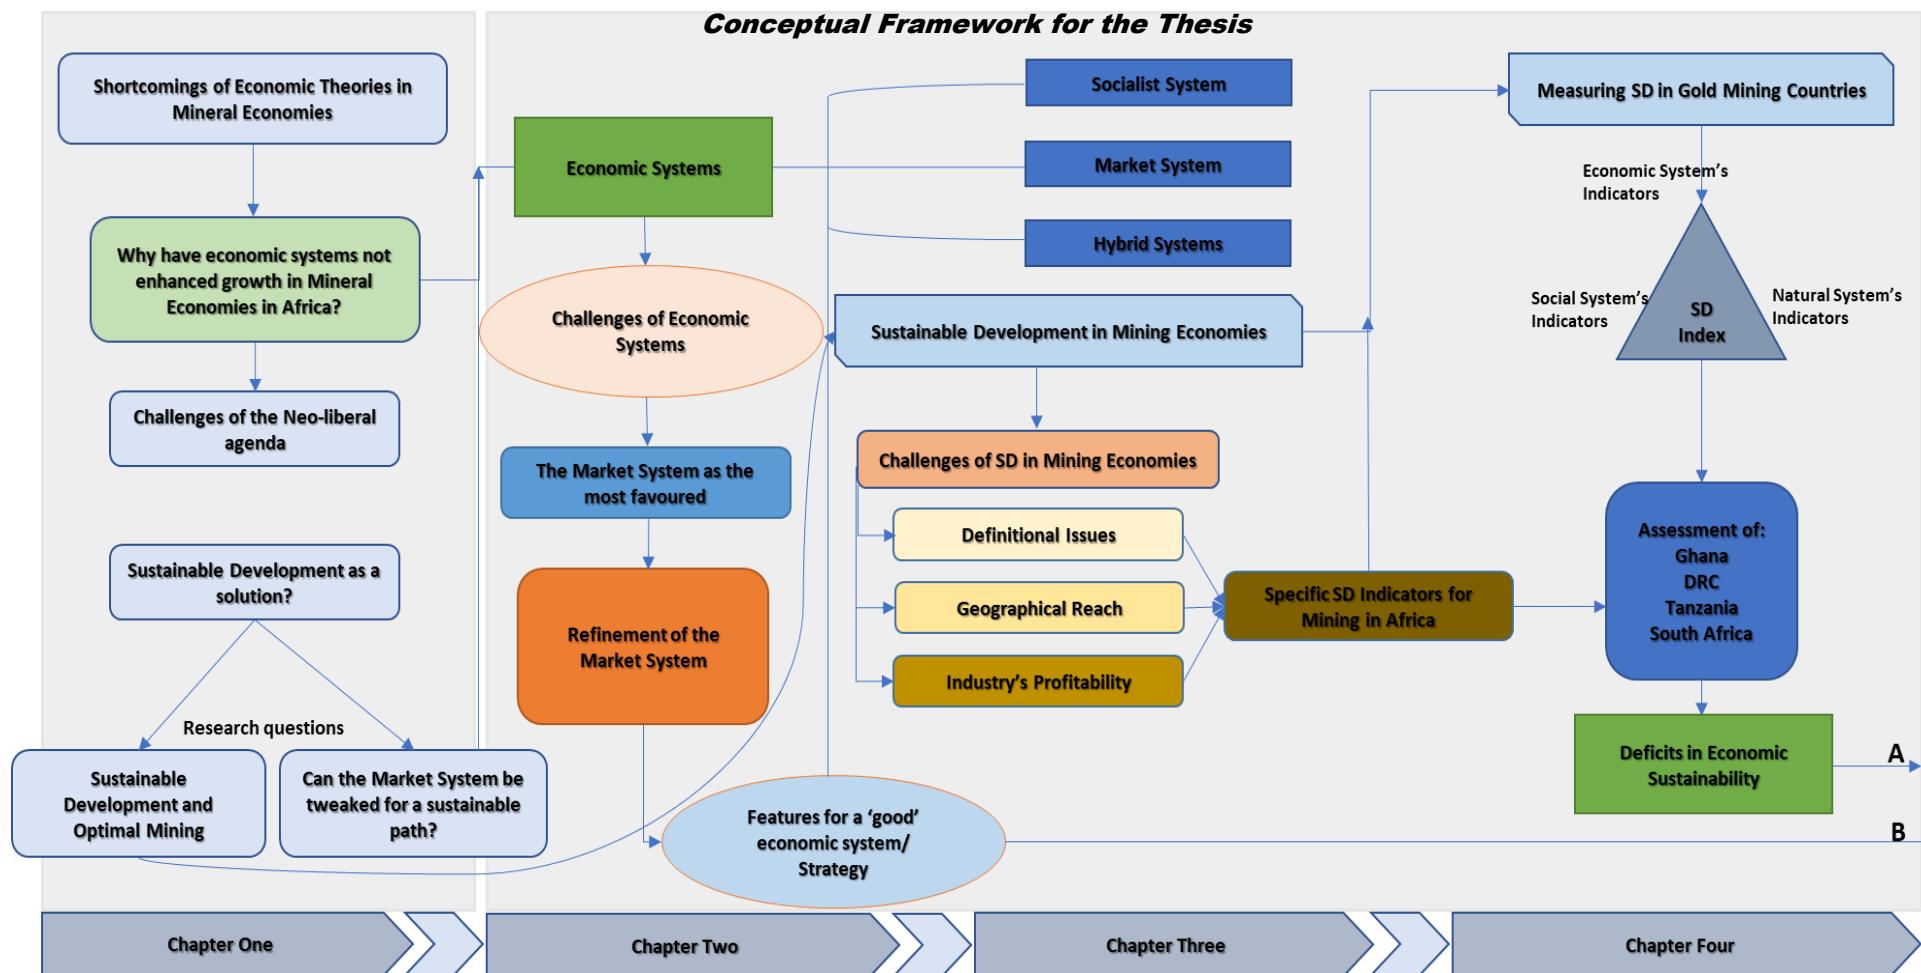 Conceptual Framework for the Thesis
Shortcomings of Economic Theories in
Mineral Economies
Why have economic systems not
enhanced growth in Mineral
Economies in Africa?
Challenges of the Neo-liberal
agenda
Sustainable Development as a
solution?
Research questions
Sustainable
Development and
Optimal Mining
Can the Market System be
tweaked for a sustainable
path?
Economic Systems
Challenges of Economic
Systems
The Market System as the
most favoured
Refinement of the
Market System
Features for a ‘good’
economic system/
Strategy
Socialist System
Market System
Hybrid Systems
Sustainable Development in Mining Economies
Challenges of SD in Mining Economies
Definitional Issues
Geographical Reach
Industry’s Profitability
Specific SD Indicators for
Mining in Africa
Measuring SD in Gold Mining Countries
Economic System’s
Indicators
Social System’s
Indicators
SD
Index
Natural System’s
Indicators
Assessment of:
Ghana
DRC
Tanzania
South Africa
Deficits in Economic
Sustainability
A
B
Chapter One
Chapter Two
Chapter Three
Chapter Four